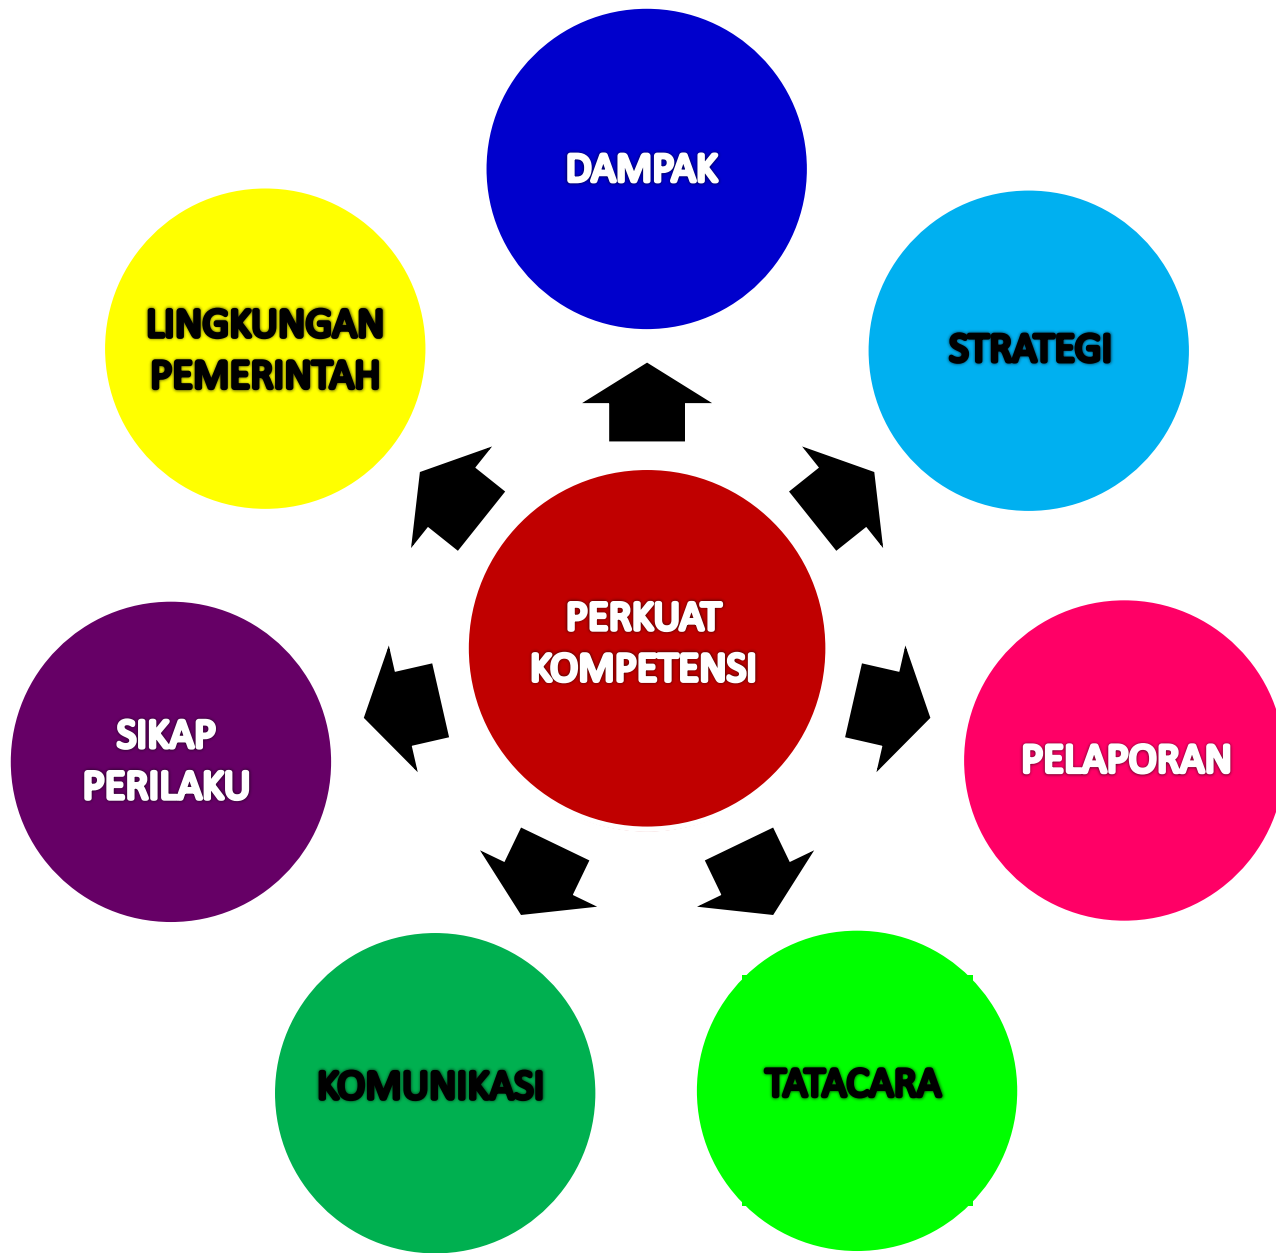 DAMPAK
STRATEGI
PELAPORAN
TATACARA
KOMUNIKASI
SIKAP
PERILAKU
LINGKUNGAN
PEMERINTAH
PERKUAT
KOMPETENSI